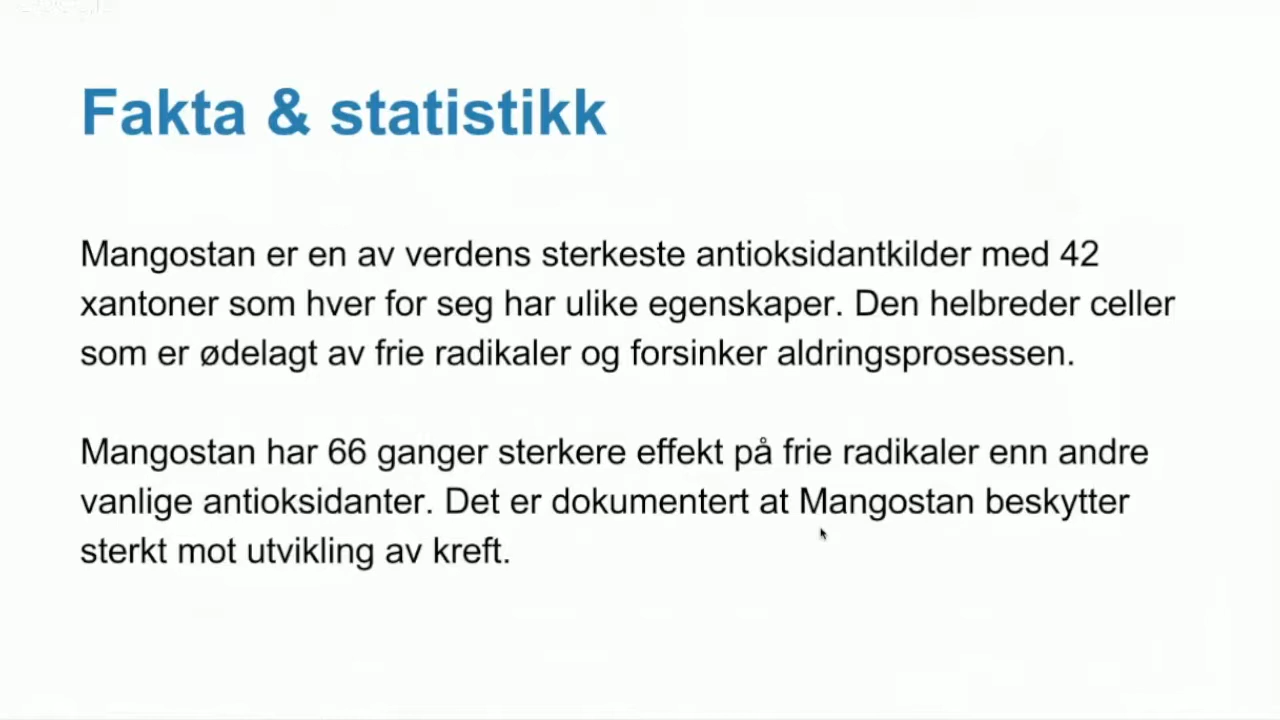 Fakta & statistikk
Mangostan er en av verdens sterkeste antioksidantkilder med 42
xantoner som hver for seg har ulike egenskaper. Den helbreder celler
som er ødelagt av frie radikaler og forsinker aldringsprosessen.
Mangostan har 66 ganger sterkere effekt på frie radikaler enn andre
vanlige antioksidanter. Det er dokumentert at Mangostan beskytter
sterkt mot utvikling av kreft.